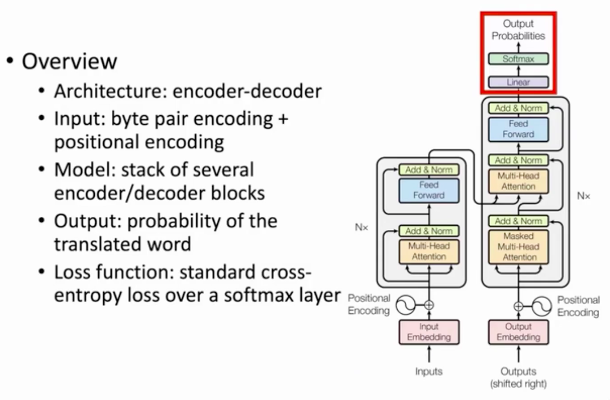 • Overview
• Architecture: encoder-decoder
• Input: byte pair encoding +
positional encoding
• Model: stack of several
encoder/decoder blocks
• Output: probability of the
translated word
• Loss function: standard cross-
entropy loss over a softmax layer
Output
Probabilities
Softmax
Linear
Add & Norm
Feed
Forward
Add & Norm
Multi-Head
Attention
Add & Norm
Masked
Multi-Head
Attention
Nx
Add & Norm
Feed
Forward
Add & Norm
Multi-Head
Attention
Nx
Positional
Encoding
Positional
Encoding
Input
Embedding
Output
Embedding
Inputs
Outputs
(shifted right)